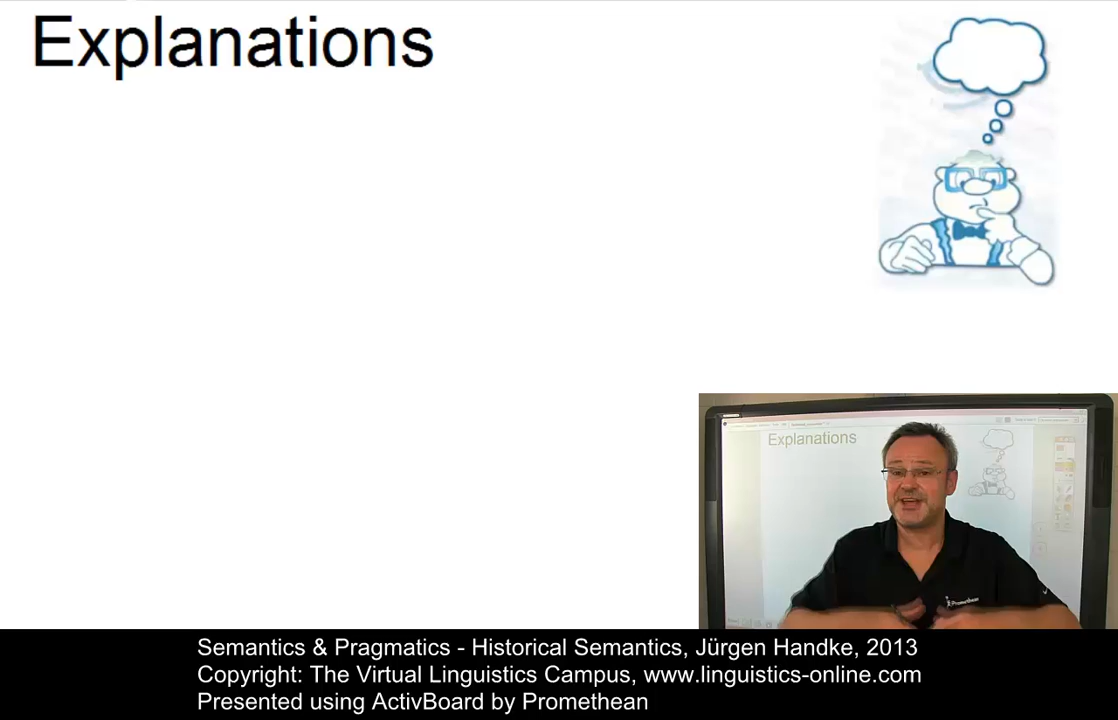 Explanations
Explanations
Promethean
Semantics & Pragmatics - Historical Semantics, Jürgen Handke, 2013
Copyright: The Virtual Linguistics Campus, www.linguistics-online.com
Presented using ActivBoard by Promethean